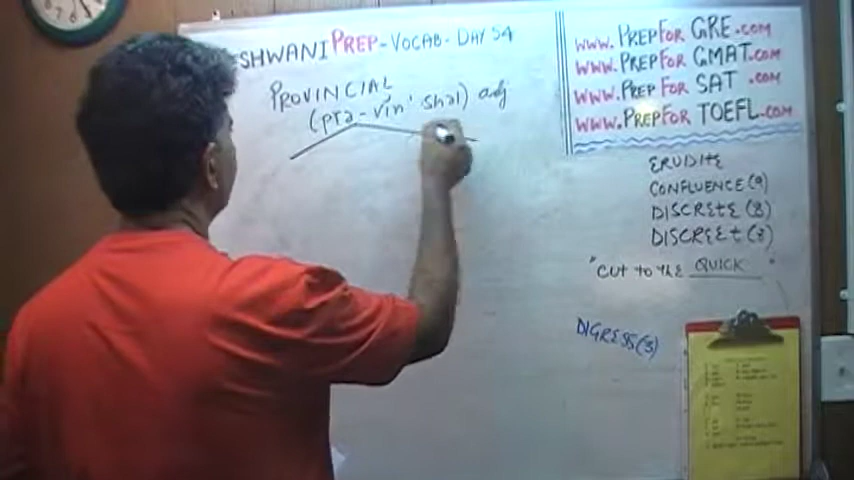 SHWANI PREP - VOCAB - DAY 54
PROVINCIAL
(prə - vin' shəl) adj
www. PREPFOR GRE .com
www. PREPFOR GMAT.com
www. PREPFOR SAT .com
www. PREPFOR TOEFL.com
ERUDITE
CONFLUENCE (9)
DISCRETE (8)
DISCREET (8)
"CUT TO THE QUICK"
DIGRESS(3)